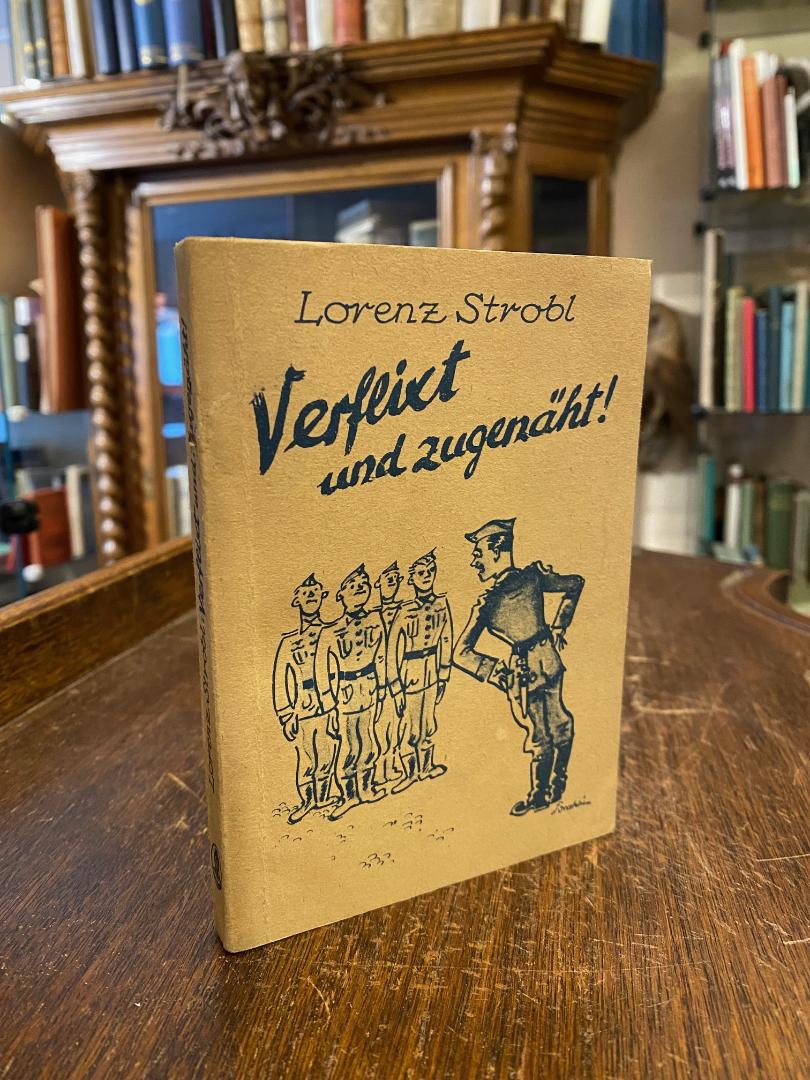 Lorenz Strobl
Verflixt
und zugenäht!